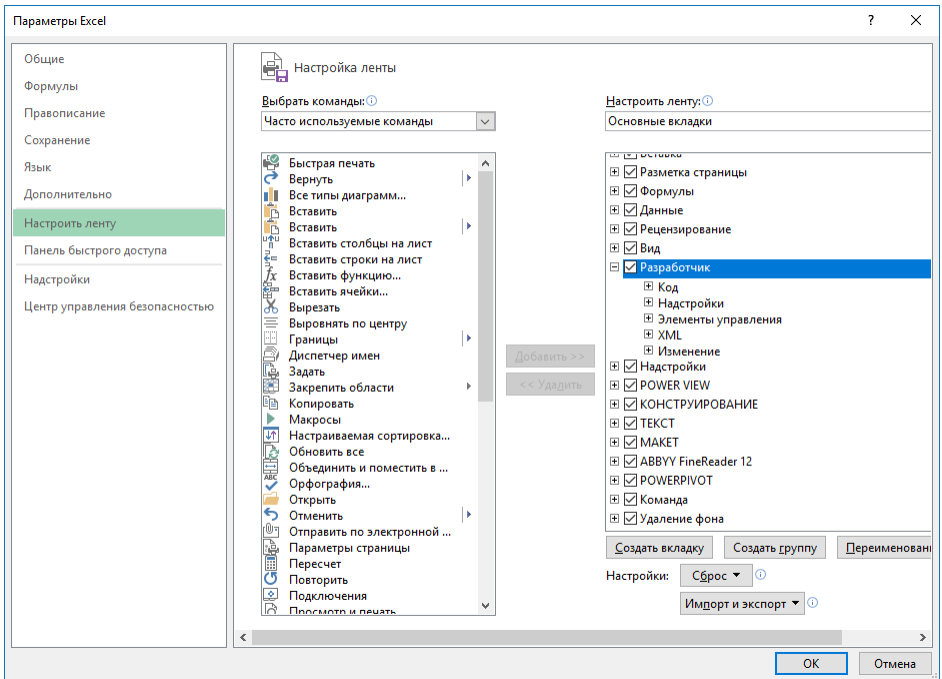 Параметры Excel
?
Общие
Формулы
Правописание
Сохранение
Язык
Дополнительно
Настроить ленту
Панель быстрого доступа
Надстройки
Центр управления безопасностью
Настройка ленты
Выбрать команды:
Часто используемые команды
Быстрая печать
Вернуть
Все типы диаграмм...
Вставить
Вставить
Вставить столбцы на лист
Вставить строки на лист
Вставить функцию...
Вставить ячейки...
Вырезать
Выровнять по центру
Границы
Диспетчер имен
Задать
Закрепить области
Копировать
Макросы
Настраиваемая сортировка...
Обновить все
Объединить и поместить в ...
Орфография...
Открыть
Отменить
Отправить по электронной ...
Параметры страницы
Пересчет
Повторить
Подключения
Просмотр и печать
Добавить >>
<< Удалить
Настроить ленту:
Основные вкладки
Вставка
Разметка страницы
Формулы
Данные
Рецензирование
Вид
Разработчик
Код
Надстройки
Элементы управления
XML
Изменение
Надстройки
POWER VIEW
КОНСТРУИРОВАНИЕ
ТЕКСТ
МАКЕТ
ABBYY FineReader 12
POWERPIVOT
Команда
Удаление фона
Создать вкладку
Создать группу
Переименовани
Настройки:
Сброс
Импорт и экспорт
ОК
Отмена